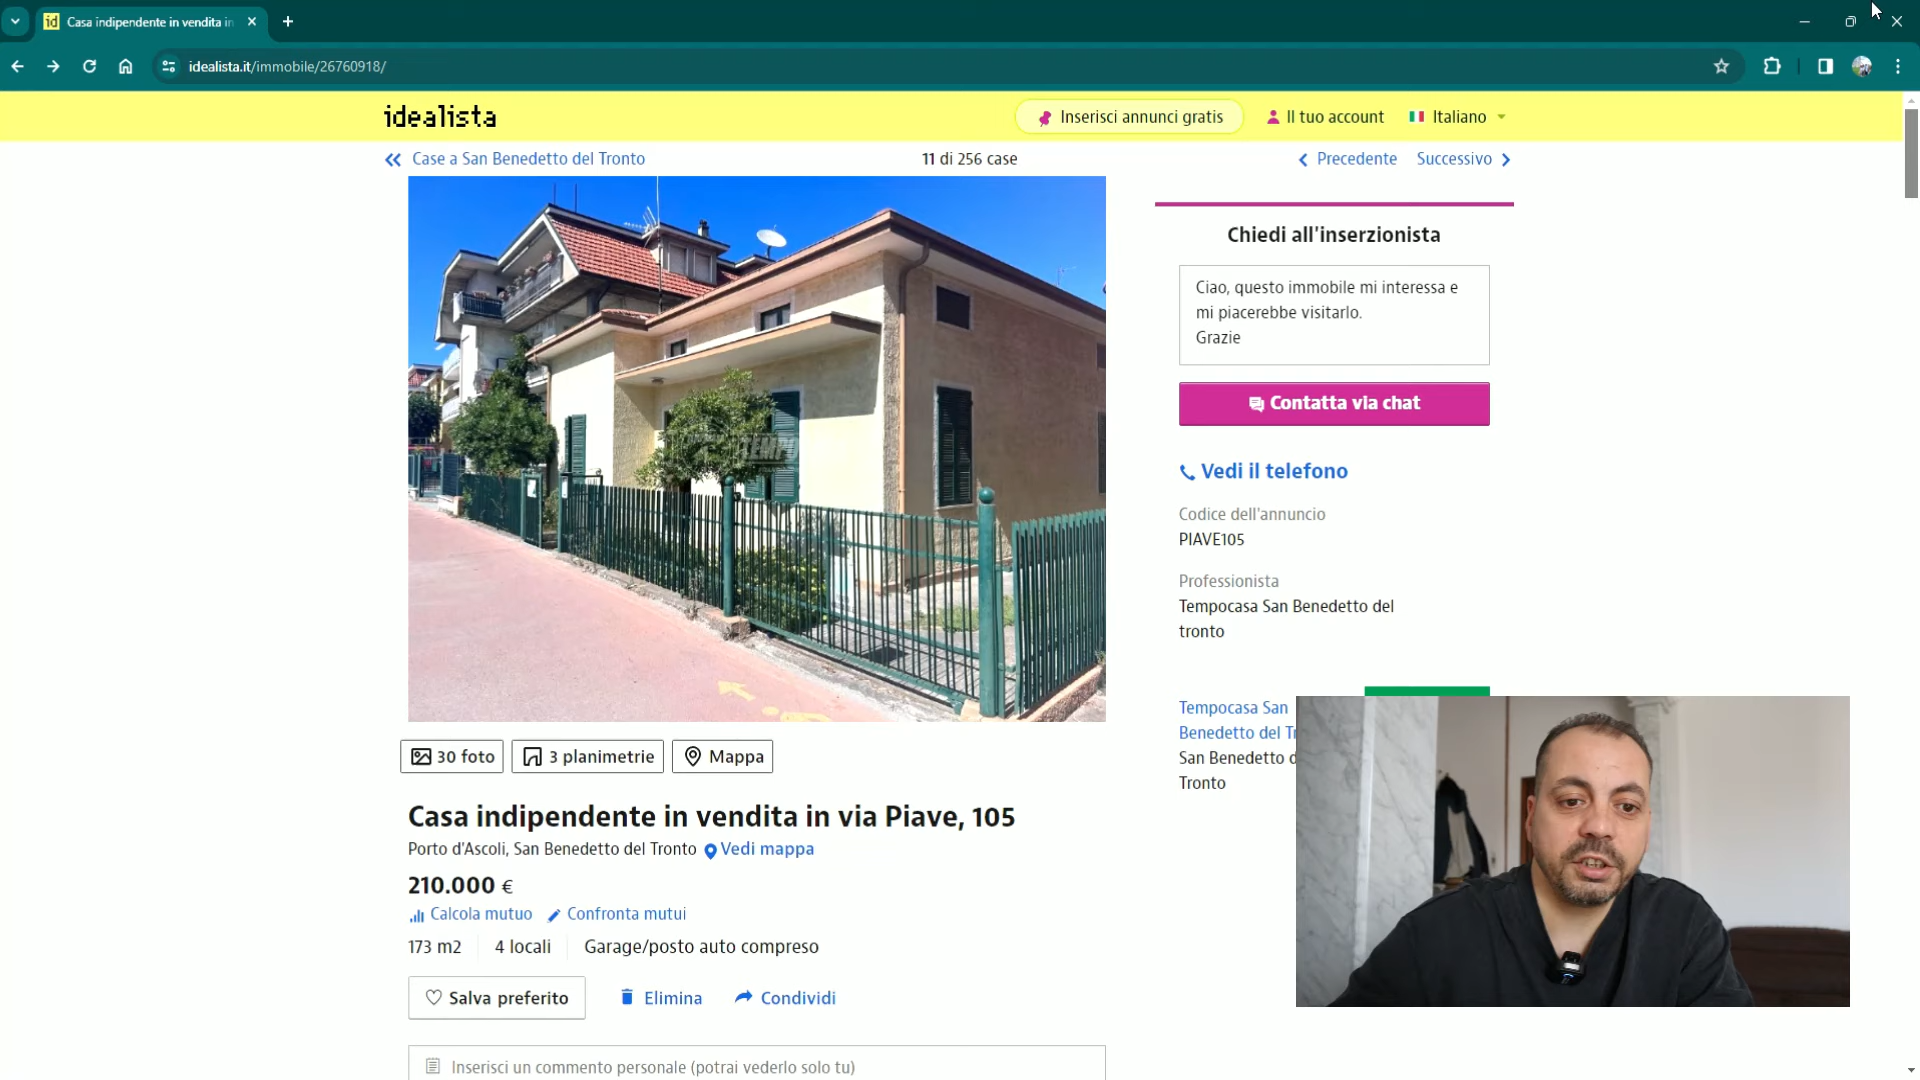 Casa indipendente in vendita in
idealista.it/immobile/26760918/
idealista
Inserisci annunci gratis
Il tuo account
Italiano
Case a San Benedetto del Tronto
11 di 256 case
Precedente
Successivo
TEMPO
Chiedi all'inserzionista
Ciao, questo immobile mi interessa e
mi piacerebbe visitarlo.
Grazie
Contatta via chat
Vedi il telefono
Codice dell'annuncio
PIAVE105
Professionista
Tempocasa San Benedetto del
tronto
Tempocasa San
Benedetto del
San Benedetto
Tronto
30 foto
3 planimetrie
Mappa
Casa indipendente in vendita in via Piave, 105
Porto d'Ascoli, San Benedetto del Tronto
Vedi mappa
210.000 €
Calcola mutuo
Confronta mutui
173 m2
4 locali
Garage/posto auto compreso
Salva preferito
Elimina
Condividi
Inserisci un commento personale (potrai vederlo solo tu)